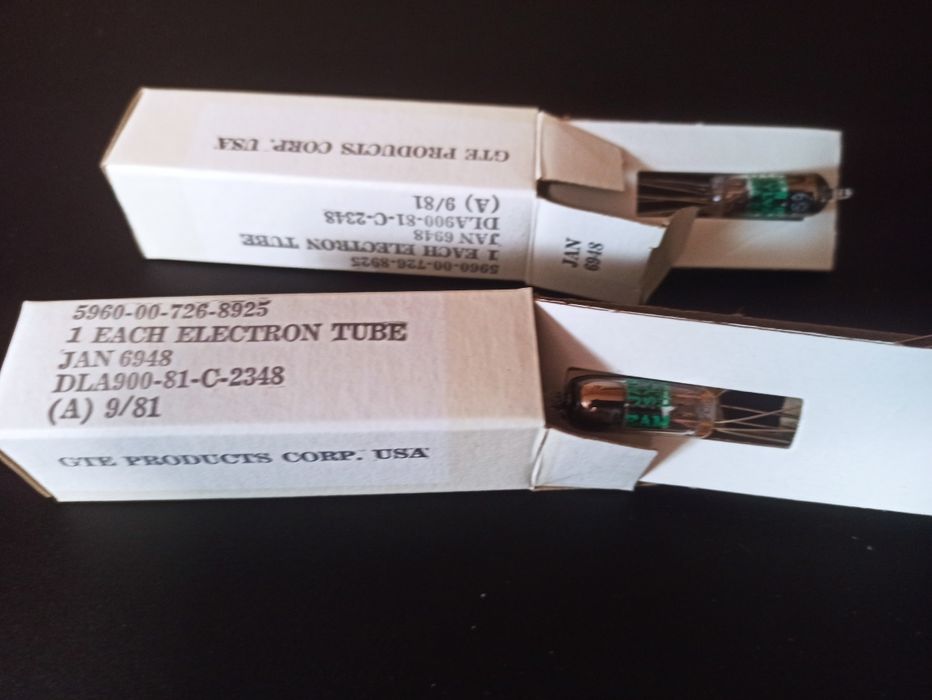 GTE PRODUCTS CORP. USA
5960-00-726-8925
1 EACH ELECTRON TUBE
JAN 6948
DLA900-81-C-2348
(A) 9/81
JAN
6948
5960-00-726-8925
1 EACH ELECTRON TUBE
JAN 6948
DLA900-81-C-2348
(A) 9/81
GTE PRODUCTS CORP. USA